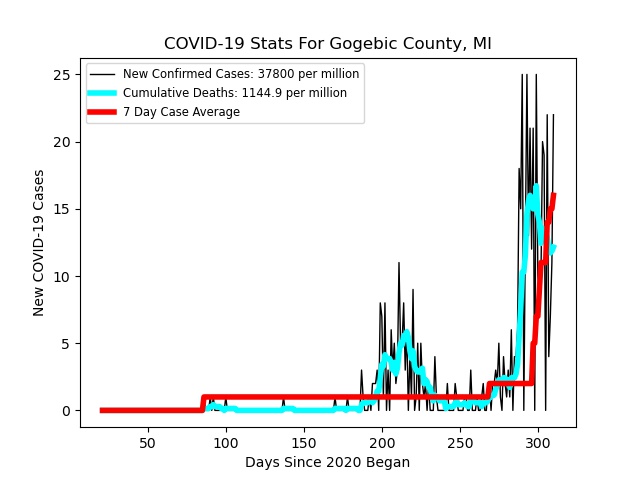 COVID-19 Stats For Gogebic County, MI
New Confirmed Cases: 37800 per million
Cumulative Deaths: 1144.9 per million
7 Day Case Average
New COVID-19 Cases
25
20
15
10
5
0
50 100 150 200 250 300
Days Since 2020 Began